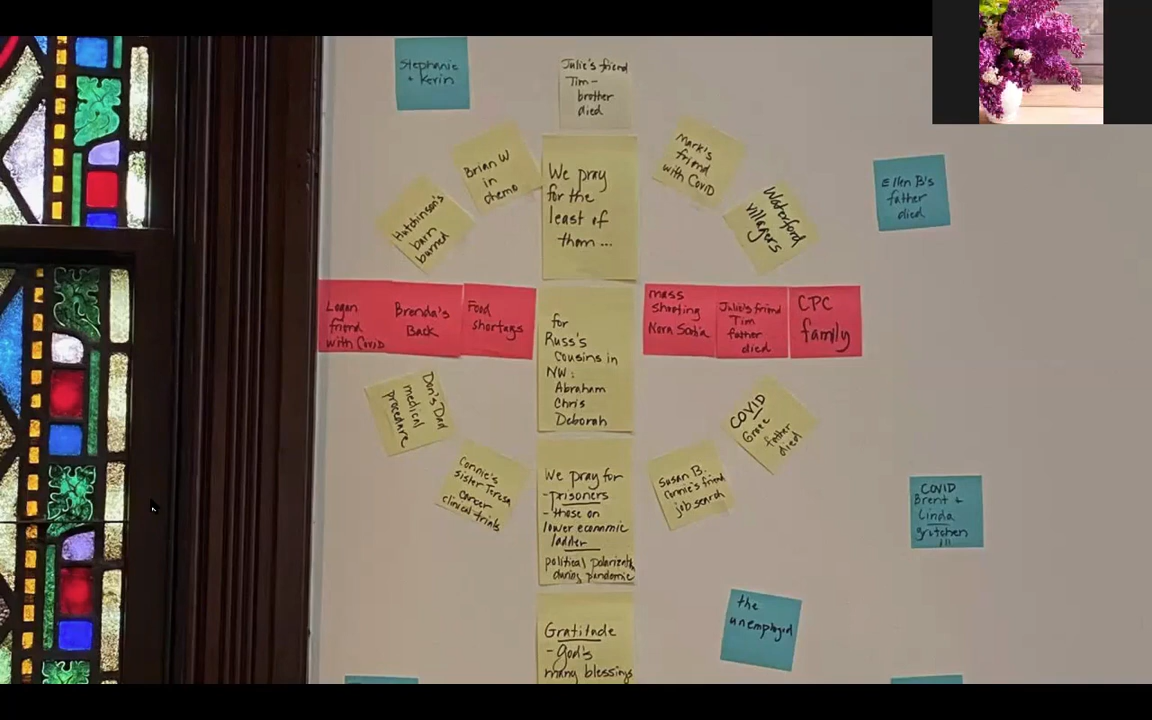 Stephanie
+ Kerin
Julie's friend
Tim-
brother
died
Brian W
in
chemo
We pray
for the
least of
them ...
Mark's
friend
with Covid
Ellen B's
father
died
Hutchinson's
barn
burned
Waterford
villagers
Logan
friend
with Covid
Brenda's
Back
Food
shortages
for
Russ's
Cousins in
NW:
Abraham
Chris
Deborah
mass
shooting
Nova Scotia
Julie's friend
Tim
father
died
CPC
family
Don's Dad
medical
procedure
COVID
father
died
Connie's
sister Teresa
cancer
clinical trials
We pray for
-prisoners
- those on
lower economic
ladder
political polarization
during pandemic
Susan B.
Connie's friend
job search
COVID
Brent +
Linda
the
unemployed
Gratitude
- God's
many blessings